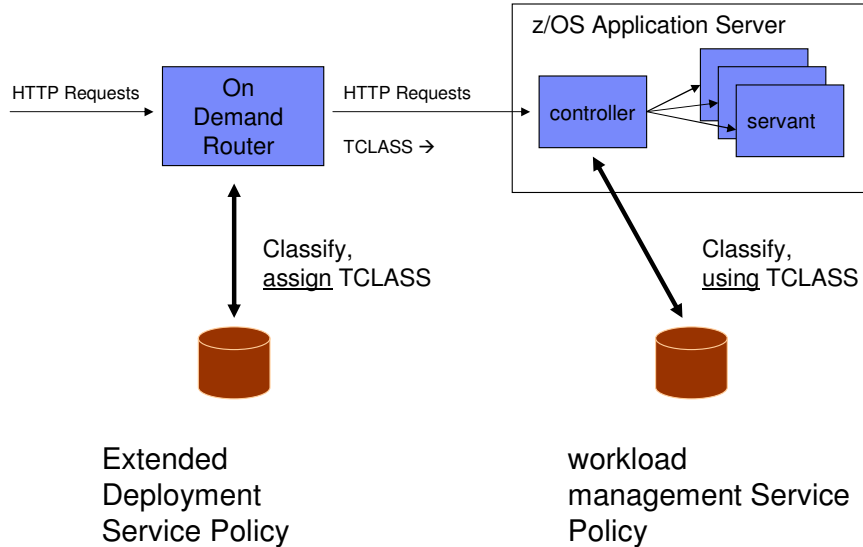 z/OS Application Server
HTTP Requests
On
Demand
Router
HTTP Requests
TCLASS →
controller
servant
Classify,
assign TCLASS
Classify,
using TCLASS
Extended
Deployment
Service Policy
workload
management Service
Policy